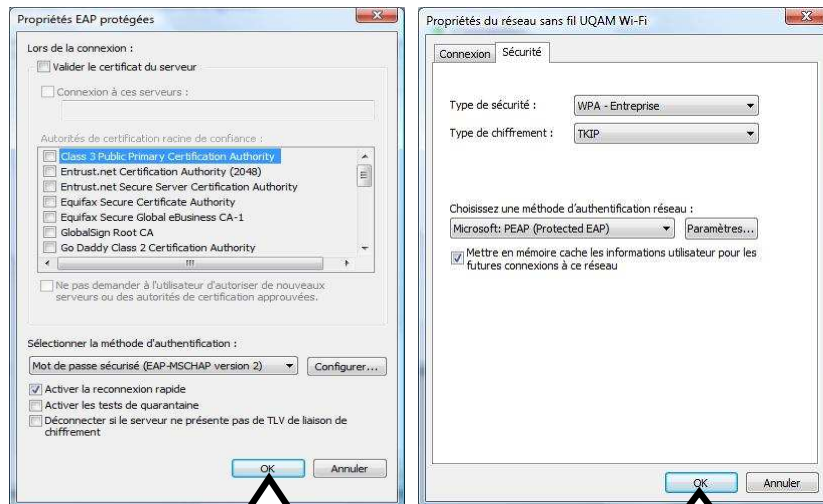 Propriétés EAP protégées
Lors de la connexion :
Valider le certificat du serveur
Connexion à ces serveurs :
Autorités de certification racine de confiance :
Class 3 Public Primary Certification Authority
Entrust.net Certification Authority (2048)
Entrust.net Secure Server Certification Authority
Equifax Secure Certificate Authority
Equifax Secure Global eBusiness CA-1
GlobalSign Root CA
Go Daddy Class 2 Certification Authority
Ne pas demander à l'utilisateur d'autoriser de nouveaux
serveurs ou des autorités de certification approuvées.
Sélectionner la méthode d'authentification :
Mot de passe sécurisé (EAP-MSCHAP version 2)
Configurer...
Activer la reconnexion rapide
Activer les tests de quarantaine
Déconnecter si le serveur ne présente pas de TLV de liaison de
chiffrement
OK
Annuler
Propriétés du réseau sans fil UQAM Wi-Fi
Connexion
Sécurité
Type de sécurité :
WPA - Entreprise
Type de chiffrement :
TKIP
Choisissez une méthode d'authentification réseau :
Microsoft: PEAP (Protected EAP)
Paramètres...
Mettre en mémoire cache les informations utilisateur pour les
futures connexions à ce réseau
OK
Annuler